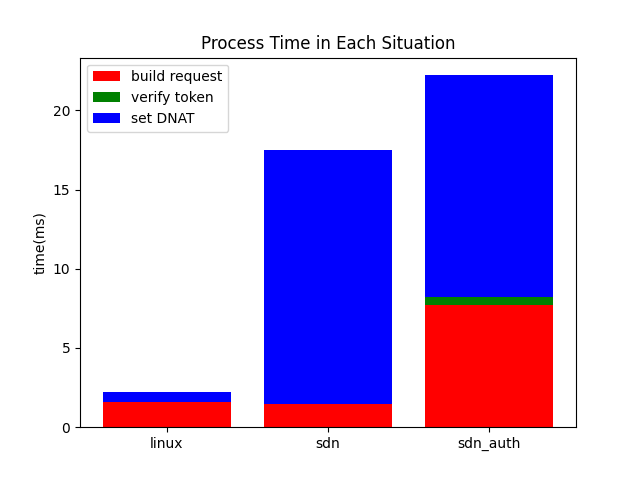 Process Time in Each Situation
build request
verify token
set DNAT
time(ms)
20
15
10
5
0
linux
sdn
sdn_auth